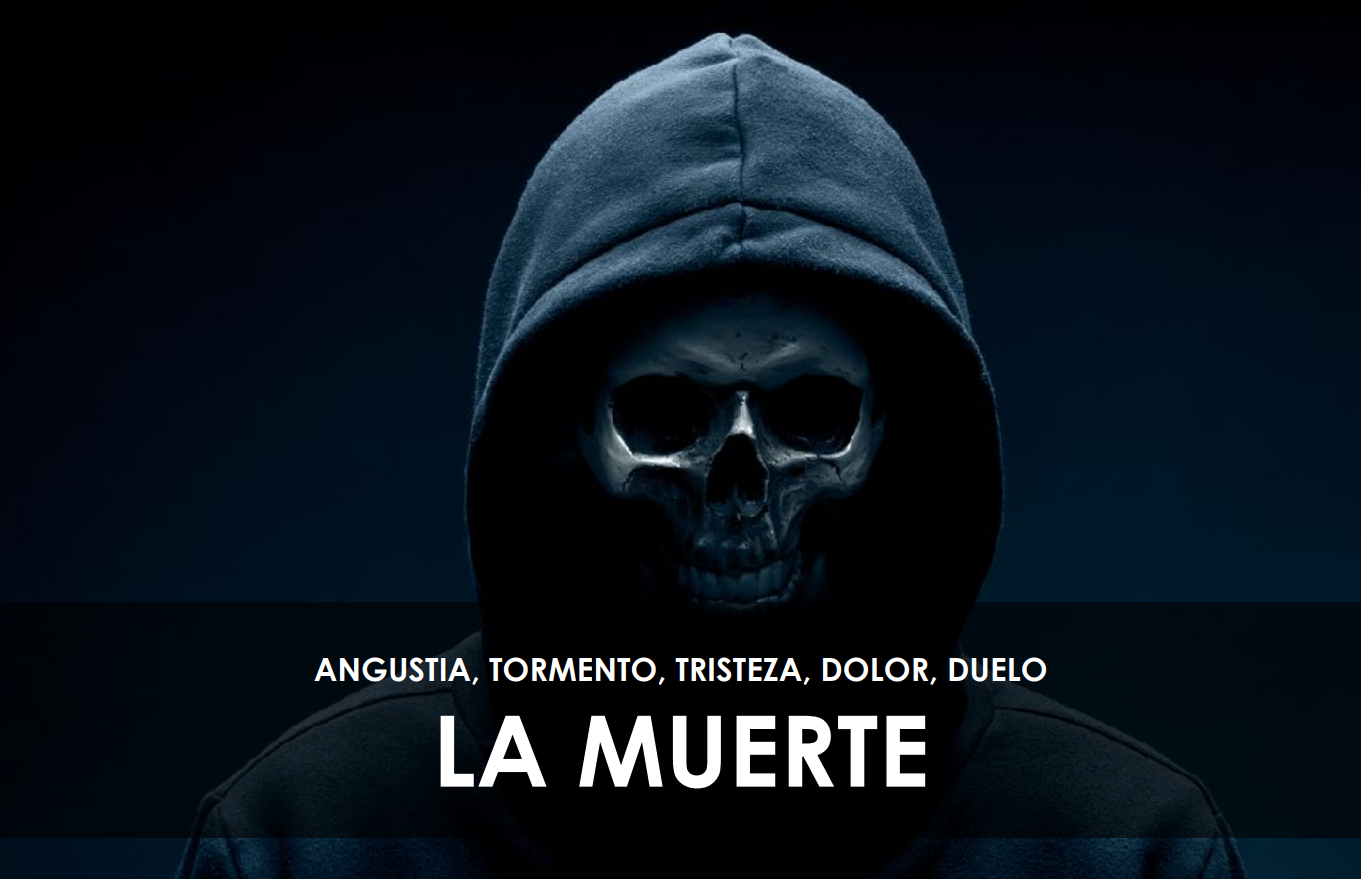 ANGUSTIA, TORMENTO, TRISTEZA, DOLOR, DUELO
LA MUERTE